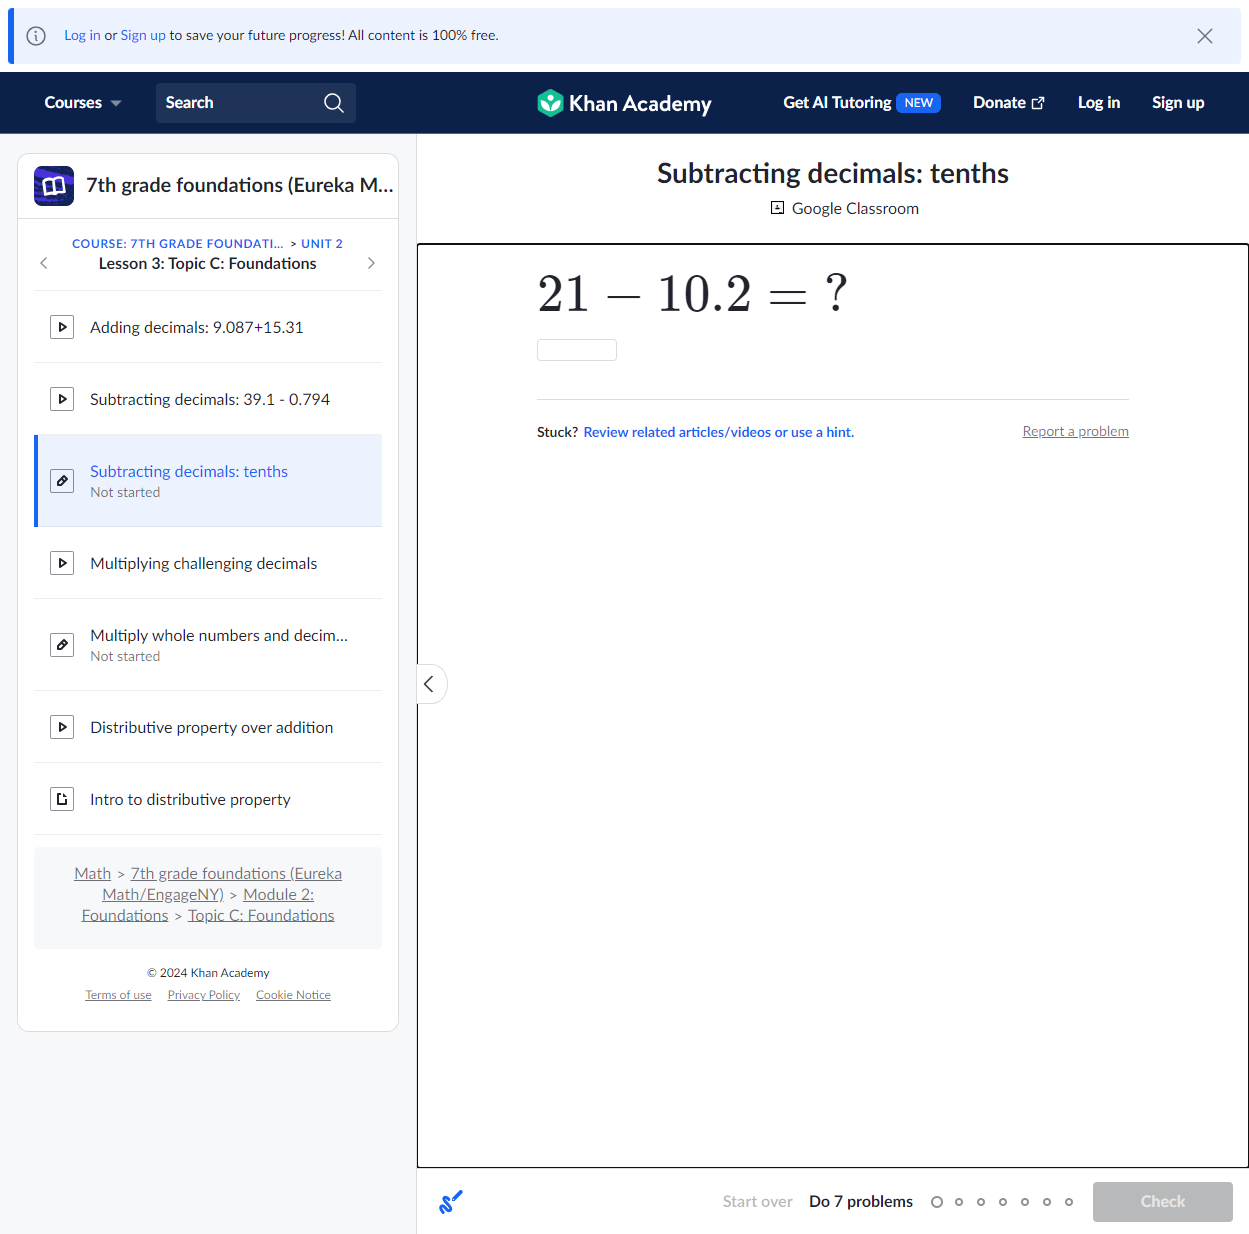 Log in or Sign up to save your future progress! All content is 100% free.
Courses
Search
Khan Academy
Get AI Tutoring NEW
Donate
Log in
Sign up
7th grade foundations (Eureka M...
COURSE: 7TH GRADE FOUNDATI... > UNIT 2
Lesson 3: Topic C: Foundations
Adding decimals: 9.087+15.31
Subtracting decimals: 39.1 - 0.794
Subtracting decimals: tenths
Not started
Multiplying challenging decimals
Multiply whole numbers and decim...
Not started
Distributive property over addition
Intro to distributive property
Math > 7th grade foundations (Eureka
Math/EngageNY) > Module 2:
Foundations > Topic C: Foundations
© 2024 Khan Academy
Terms of use Privacy Policy Cookie Notice
Subtracting decimals: tenths
Google Classroom
21 − 10.2 = ?
Stuck? Review related articles/videos or use a hint.
Report a problem
Start over
Do 7 problems
Check